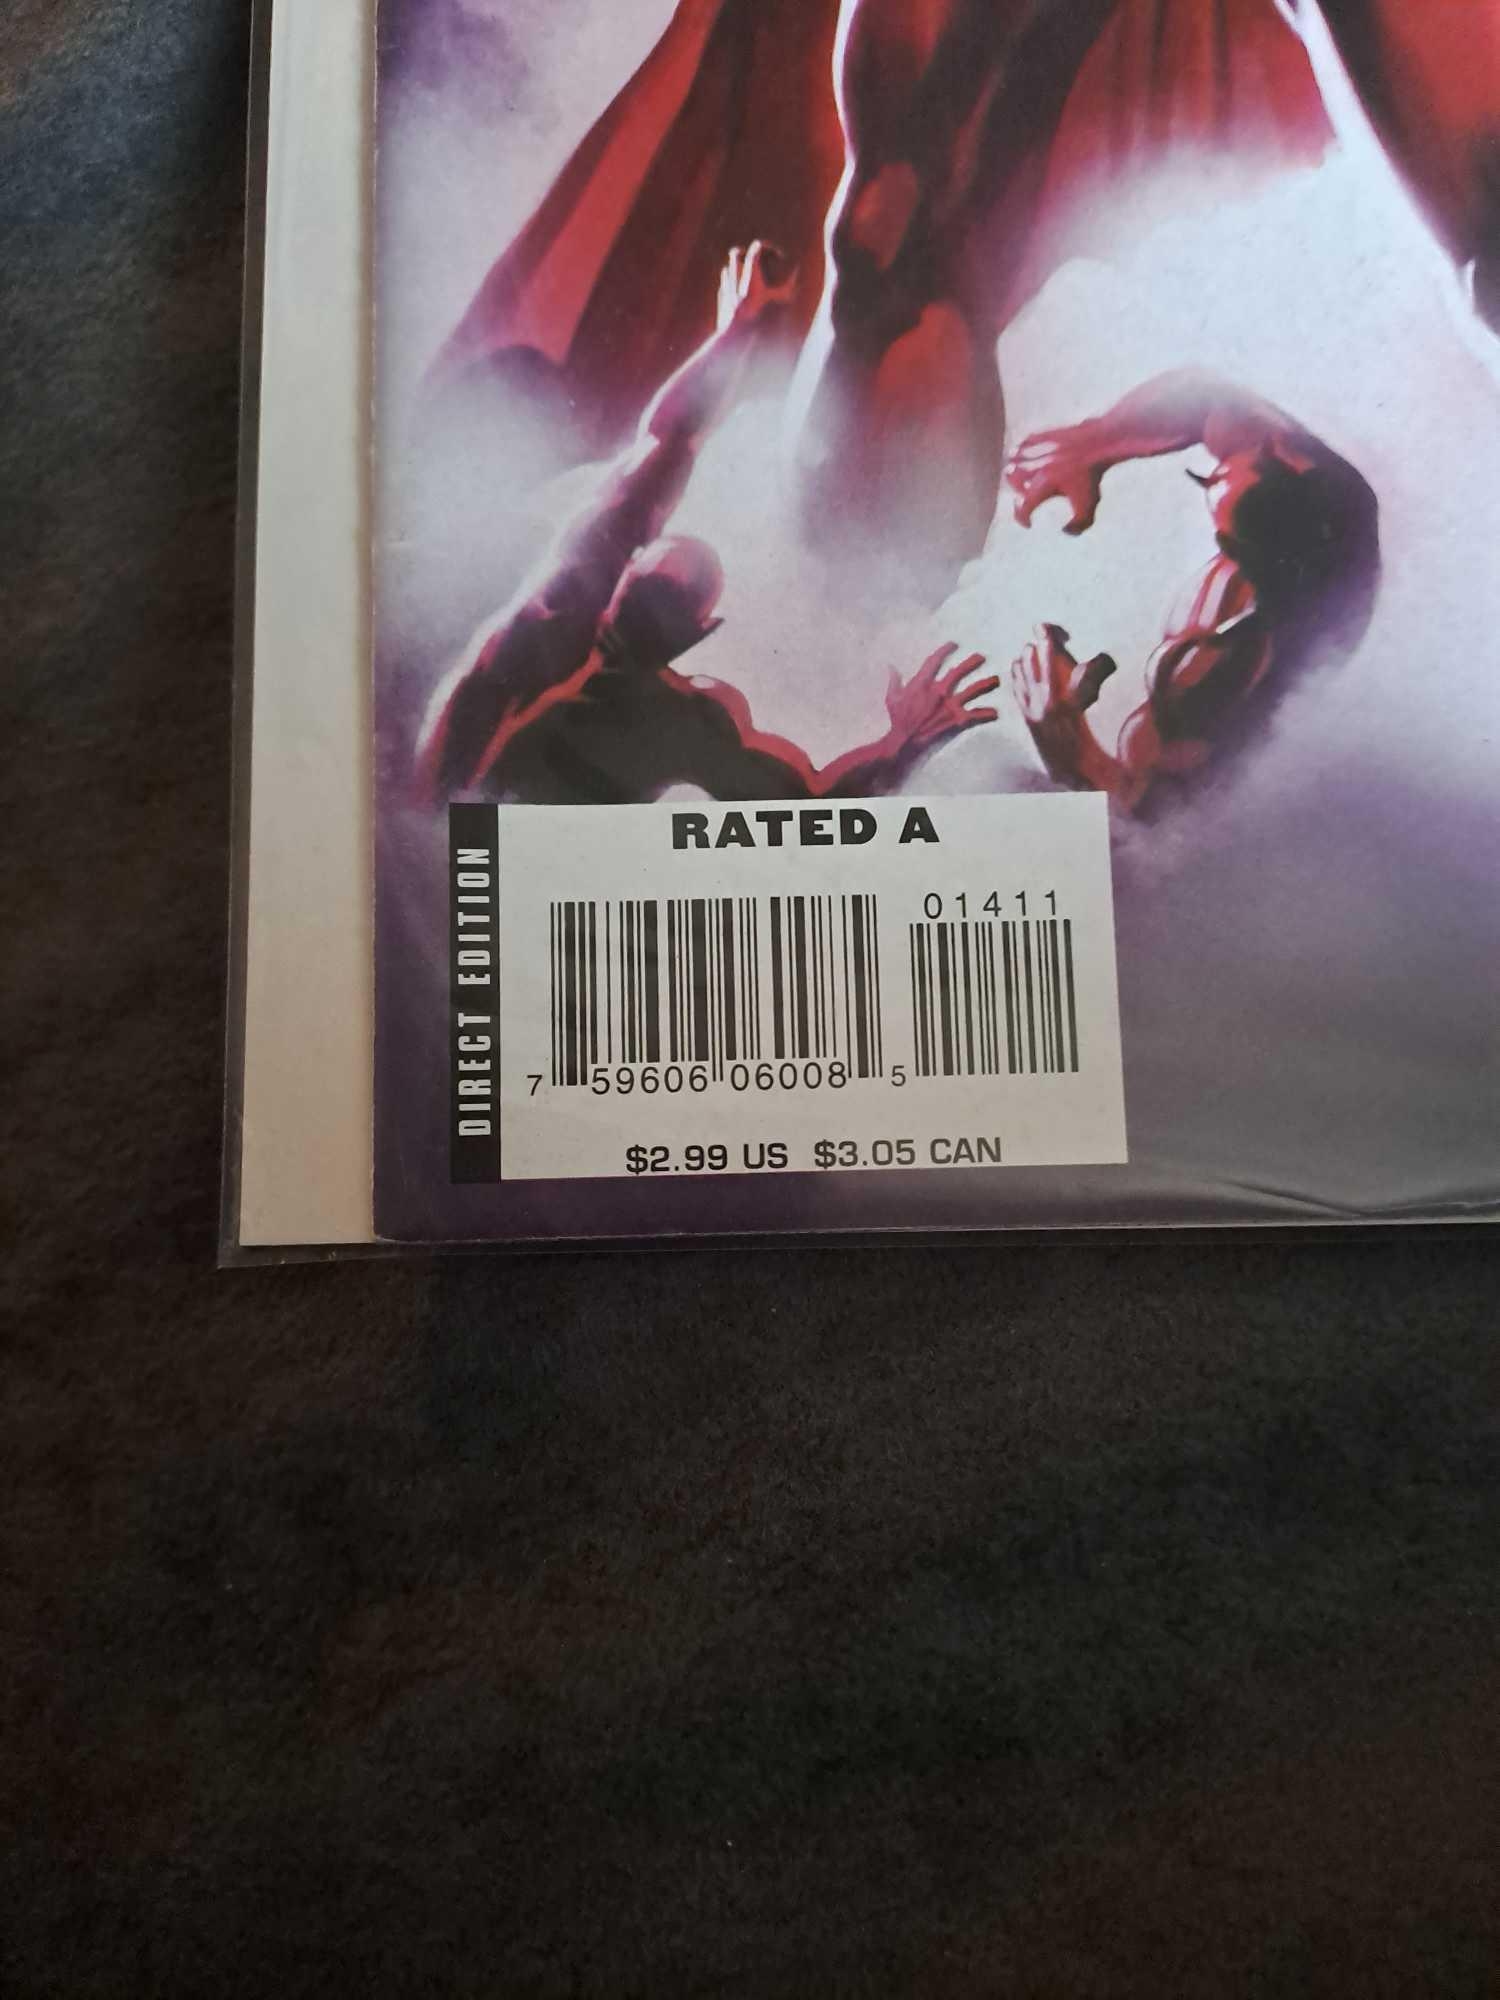 RATED A
DIRECT EDITION
01411
7 59606 06008 5
$2.99 US $3.05 CAN